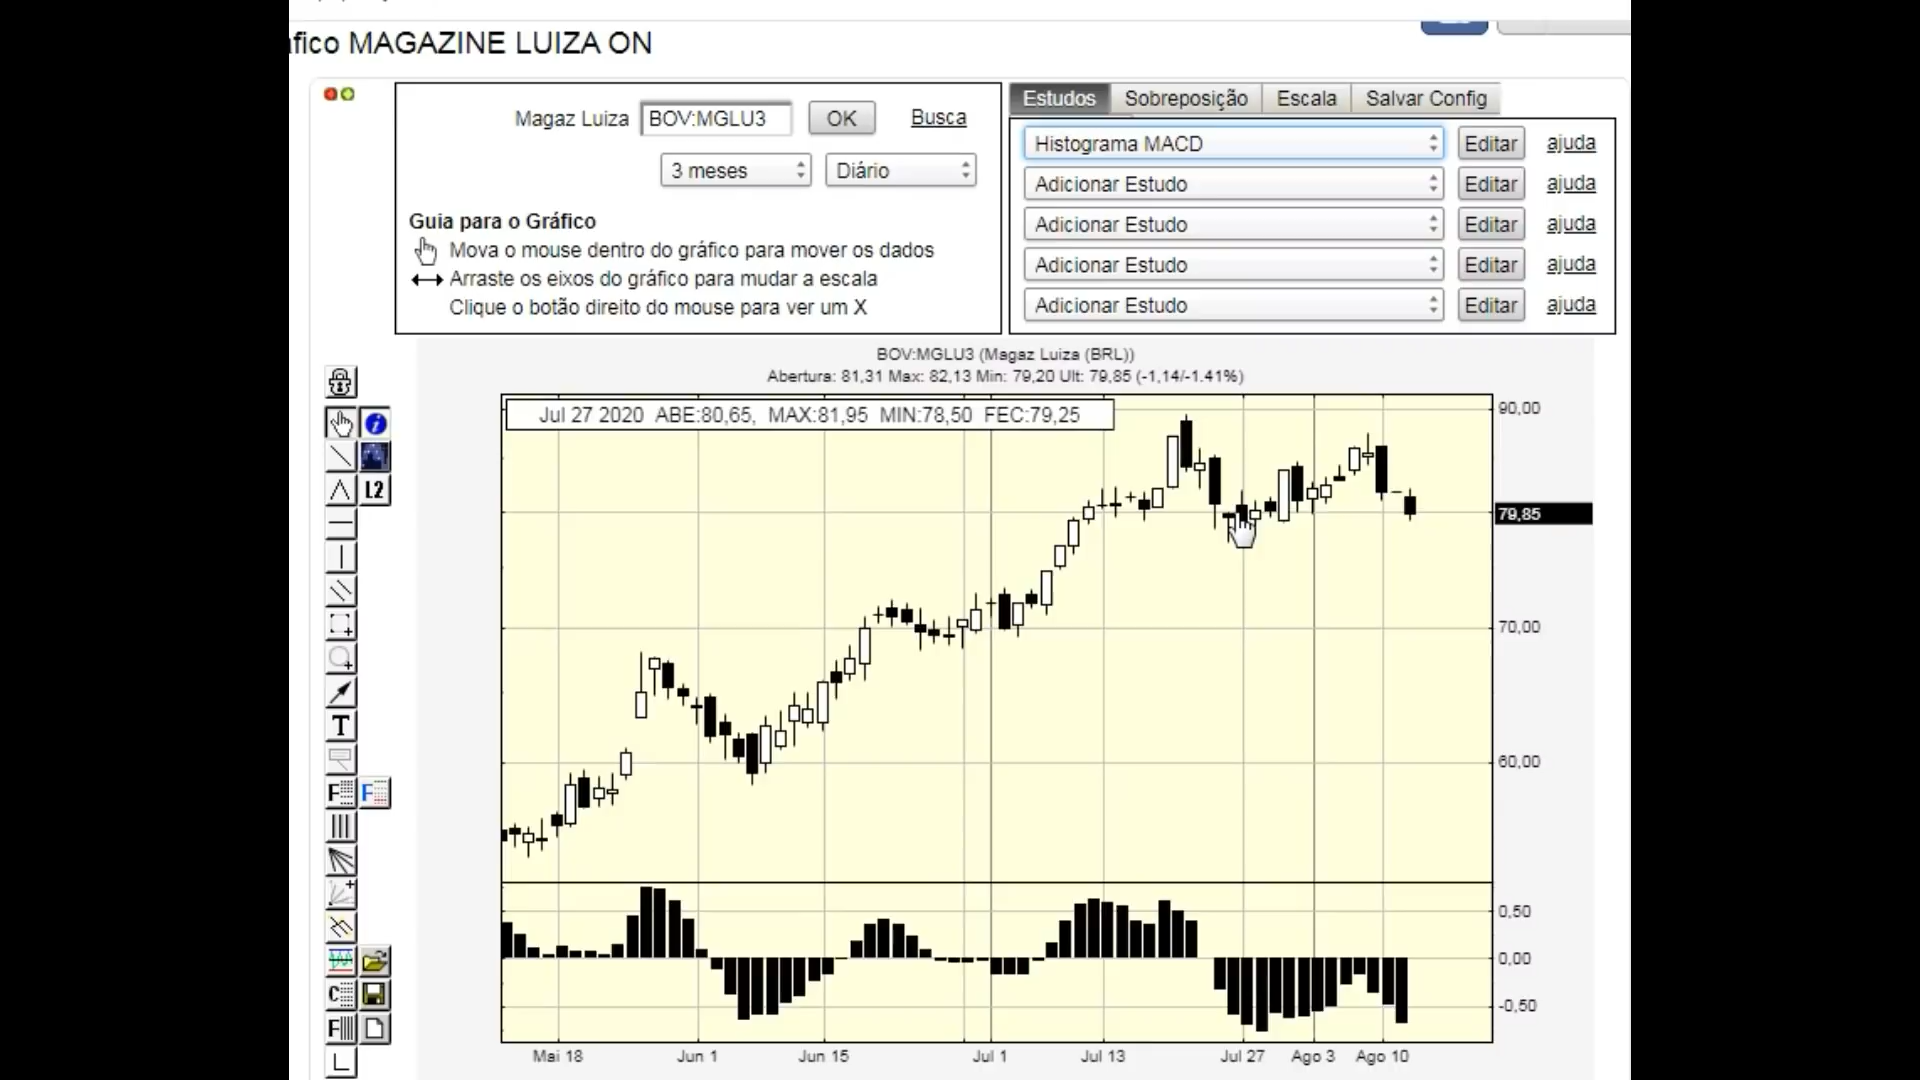 áfico MAGAZINE LUIZA ON
Magaz Luiza BOV:MGLU3 OK Busca
3 meses Diário
Guia para o Gráfico
Mova o mouse dentro do gráfico para mover os dados
Arraste os eixos do gráfico para mudar a escala
Clique o botão direito do mouse para ver um X
Estudos Sobreposição Escala Salvar Config
Histograma MACD Editar ajuda
Adicionar Estudo Editar ajuda
Adicionar Estudo Editar ajuda
Adicionar Estudo Editar ajuda
Adicionar Estudo Editar ajuda
BOV:MGLU3 (Magaz Luiza (BRL))
Abertura: 81,31 Max: 82,13 Min: 79,20 Ult: 79,85 (-1,14/-1.41%)
Jul 27 2020 ABE:80,65, MAX:81,95 MIN:78,50 FEC:79,25
90,00
79,85
70,00
60,00
0,50
0,00
-0,50
Mai 18 Jun 1 Jun 15 Jul 1 Jul 13 Jul 27 Ago 3 Ago 10
i
L2
T
F F
C
F